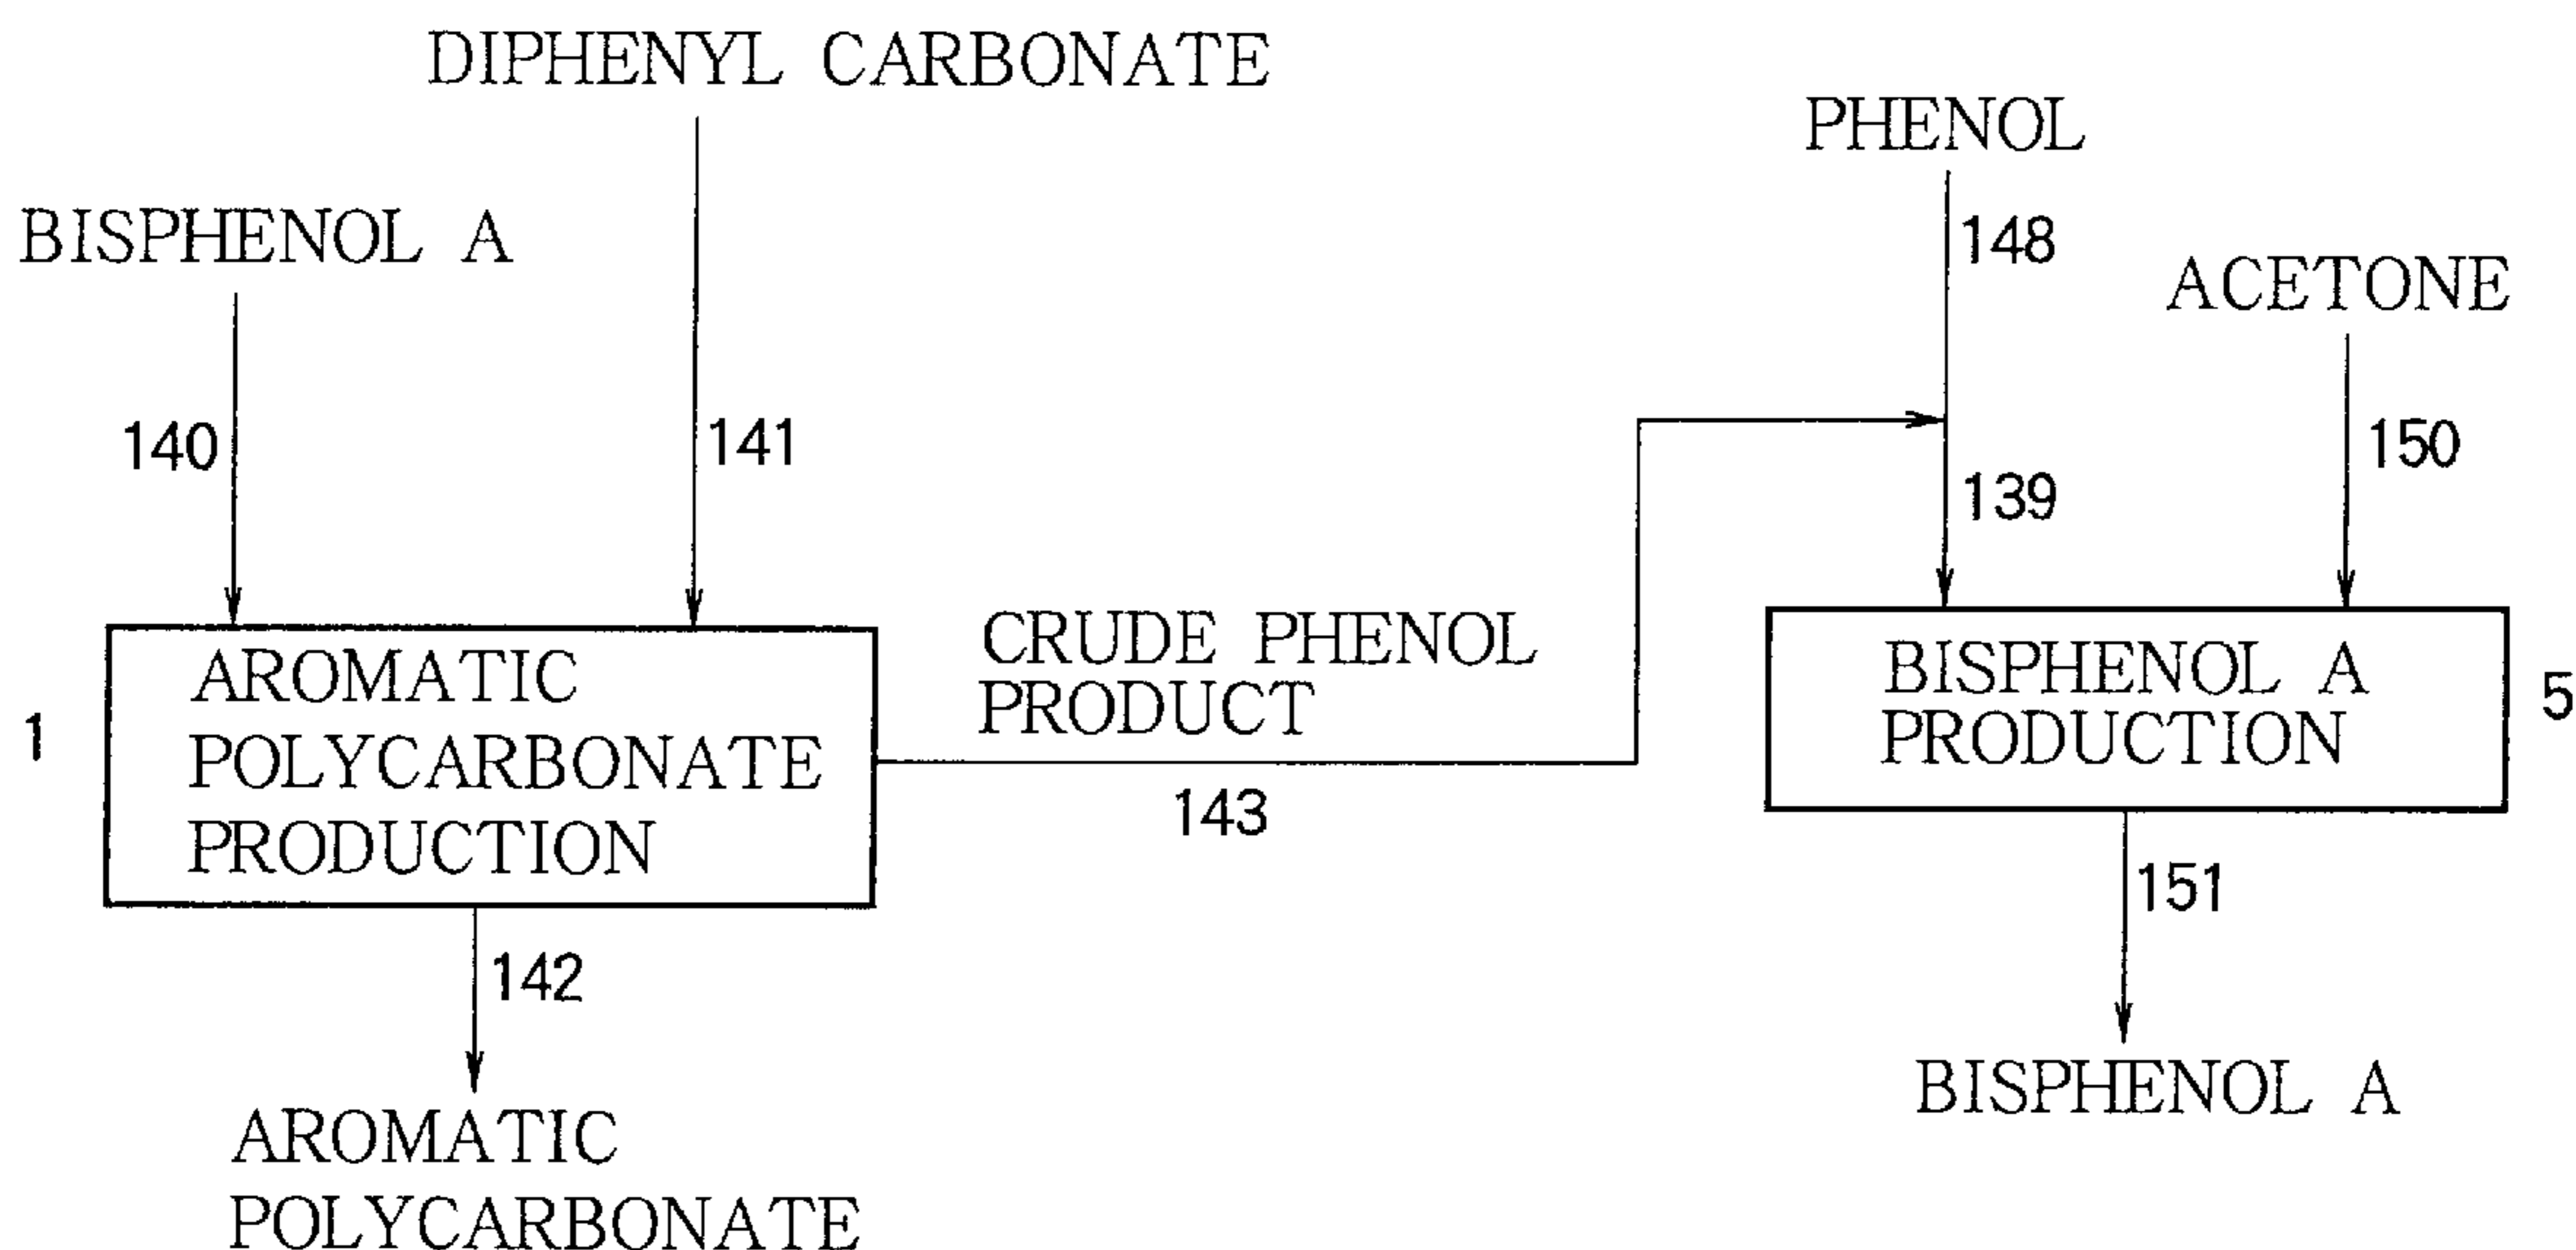 DIPHENYL CARBONATE
PHENOL
BISPHENOL A
148
ACETONE
140
141
150
139
CRUDE PHENOL
PRODUCT
143
1
AROMATIC
POLYCARBONATE
PRODUCTION
BISPHENOL A
PRODUCTION
5
142
151
AROMATIC
POLYCARBONATE
BISPHENOL A